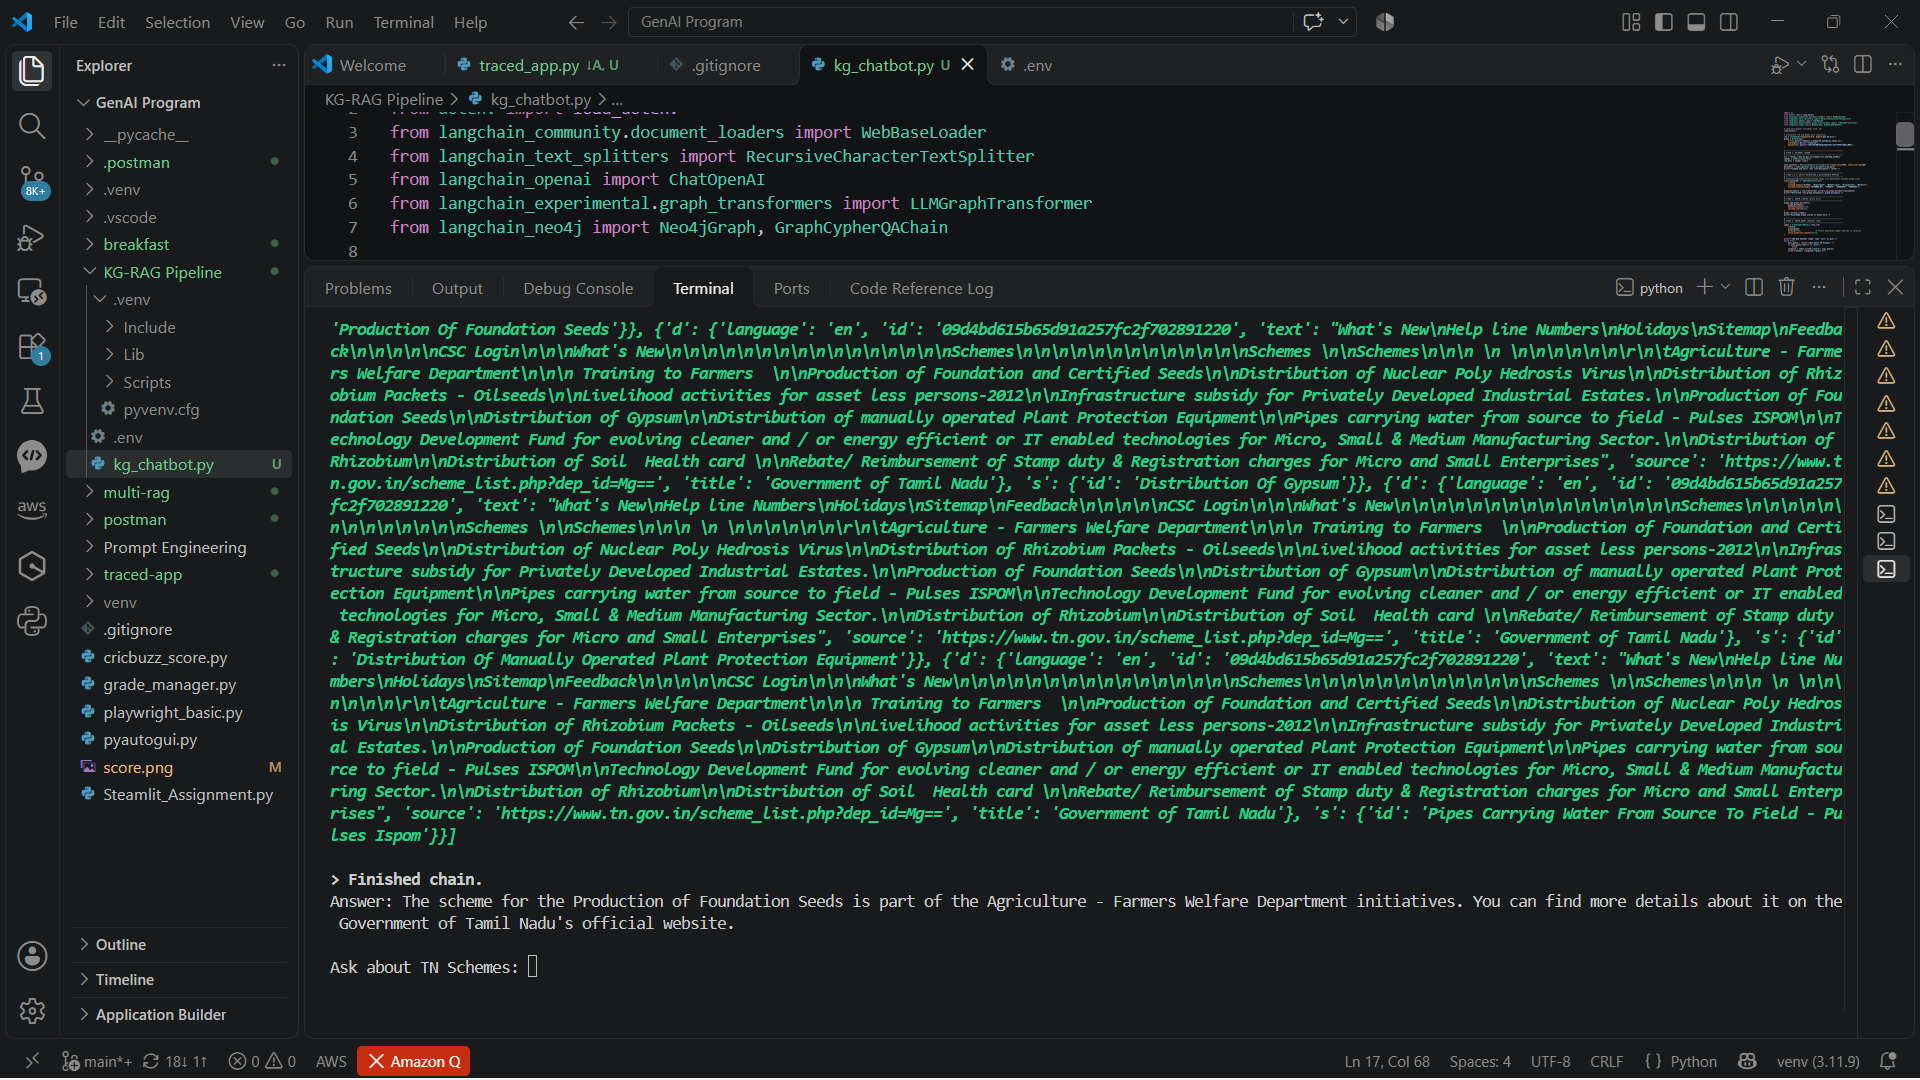 File Edit Selection View Go Run Terminal Help
GenAI Program
Explorer
GenAI Program
__pycache__
.postman
.venv
.vscode
breakfast
KG-RAG Pipeline
.venv
Include
Lib
Scripts
pyvenv.cfg
.env
kg_chatbot.py U
multi-rag
postman
Prompt Engineering
traced-app
venv
.gitignore
cricbuzz_score.py
grade_manager.py
playwright_basic.py
pyautogui.py
score.png M
Steamlit_Assignment.py
Outline
Timeline
Application Builder
8K+
1
aws
Welcome traced_app.py ↓A, U .gitignore kg_chatbot.py U .env
KG-RAG Pipeline > kg_chatbot.py > ...
3 from langchain_community.document_loaders import WebBaseLoader
4 from langchain_text_splitters import RecursiveCharacterTextSplitter
5 from langchain_openai import ChatOpenAI
6 from langchain_experimental.graph_transformers import LLMGraphTransformer
7 from langchain_neo4j import Neo4jGraph, GraphCypherQAChain
8
Problems Output Debug Console Terminal Ports Code Reference Log
python
'Production Of Foundation Seeds'}}, {'d': {'language': 'en', 'id': '09d4bd615b65d91a257fc2f702891220', 'text': "What's New\nHelp line Numbers\nHolidays\nSitemap\nFeedba
ck\n\n\n\n\nCSC Login\n\n\nWhat's New\n\n\n\n\n\n\n\n\n\n\n\n\n\n\n\nSchemes\n\n\n\n\n\n\n\n\n\n\n\n\nSchemes \n\nSchemes\n\n\n \n \n\n\n\n\n\n\r\n\tAgriculture - Farme
rs Welfare Department\n\n\n Training to Farmers  \n\nProduction of Foundation and Certified Seeds\n\nDistribution of Nuclear Poly Hedrosis Virus\n\nDistribution of Rhiz
obium Packets - Oilseeds\n\nLivelihood activities for asset less persons-2012\n\nInfrastructure subsidy for Privately Developed Industrial Estates.\n\nProduction of Fou
ndation Seeds\n\nDistribution of Gypsum\n\nDistribution of manually operated Plant Protection Equipment\n\nPipes carrying water from source to field - Pulses ISPOM\n\nT
echnology Development Fund for evolving cleaner and / or energy efficient or IT enabled technologies for Micro, Small & Medium Manufacturing Sector.\n\nDistribution of
Rhizobium\n\nDistribution of Soil  Health card \n\nRebate/ Reimbursement of Stamp duty & Registration charges for Micro and Small Enterprises", 'source': 'https://www.t
n.gov.in/scheme_list.php?dep_id=Mg==', 'title': 'Government of Tamil Nadu'}, 's': {'id': 'Distribution Of Gypsum'}}, {'d': {'language': 'en', 'id': '09d4bd615b65d91a257
fc2f702891220', 'text': "What's New\nHelp line Numbers\nHolidays\nSitemap\nFeedback\n\n\n\n\nCSC Login\n\n\nWhat's New\n\n\n\n\n\n\n\n\n\n\n\n\n\n\n\nSchemes\n\n\n\n\n\
n\n\n\n\n\n\n\nSchemes \n\nSchemes\n\n\n \n \n\n\n\n\n\n\r\n\tAgriculture - Farmers Welfare Department\n\n\n Training to Farmers  \n\nProduction of Foundation and Certi
fied Seeds\n\nDistribution of Nuclear Poly Hedrosis Virus\n\nDistribution of Rhizobium Packets - Oilseeds\n\nLivelihood activities for asset less persons-2012\n\nInfras
tructure subsidy for Privately Developed Industrial Estates.\n\nProduction of Foundation Seeds\n\nDistribution of Gypsum\n\nDistribution of manually operated Plant Prot
ection Equipment\n\nPipes carrying water from source to field - Pulses ISPOM\n\nTechnology Development Fund for evolving cleaner and / or energy efficient or IT enabled
technologies for Micro, Small & Medium Manufacturing Sector.\n\nDistribution of Rhizobium\n\nDistribution of Soil  Health card \n\nRebate/ Reimbursement of Stamp duty
& Registration charges for Micro and Small Enterprises", 'source': 'https://www.tn.gov.in/scheme_list.php?dep_id=Mg==', 'title': 'Government of Tamil Nadu'}, 's': {'id'
: 'Distribution Of Manually Operated Plant Protection Equipment'}}, {'d': {'language': 'en', 'id': '09d4bd615b65d91a257fc2f702891220', 'text': "What's New\nHelp line Nu
mbers\nHolidays\nSitemap\nFeedback\n\n\n\n\nCSC Login\n\n\nWhat's New\n\n\n\n\n\n\n\n\n\n\n\n\n\n\n\nSchemes\n\n\n\n\n\n\n\n\n\n\n\n\nSchemes \n\nSchemes\n\n\n \n \n\n\
n\n\n\n\r\n\tAgriculture - Farmers Welfare Department\n\n\n Training to Farmers  \n\nProduction of Foundation and Certified Seeds\n\nDistribution of Nuclear Poly Hedros
is Virus\n\nDistribution of Rhizobium Packets - Oilseeds\n\nLivelihood activities for asset less persons-2012\n\nInfrastructure subsidy for Privately Developed Industri
al Estates.\n\nProduction of Foundation Seeds\n\nDistribution of Gypsum\n\nDistribution of manually operated Plant Protection Equipment\n\nPipes carrying water from sou
rce to field - Pulses ISPOM\n\nTechnology Development Fund for evolving cleaner and / or energy efficient or IT enabled technologies for Micro, Small & Medium Manufactu
ring Sector.\n\nDistribution of Rhizobium\n\nDistribution of Soil  Health card \n\nRebate/ Reimbursement of Stamp duty & Registration charges for Micro and Small Enterp
rises", 'source': 'https://www.tn.gov.in/scheme_list.php?dep_id=Mg==', 'title': 'Government of Tamil Nadu'}, 's': {'id': 'Pipes Carrying Water From Source To Field - Pu
lses Ispom'}}]
> Finished chain.
Answer: The scheme for the Production of Foundation Seeds is part of the Agriculture - Farmers Welfare Department initiatives. You can find more details about it on the
Government of Tamil Nadu's official website.
Ask about TN Schemes:
main*+ 18↓ 1↑ 0 0 AWS Amazon Q Ln 17, Col 68 Spaces: 4 UTF-8 CRLF {} Python venv (3.11.9)